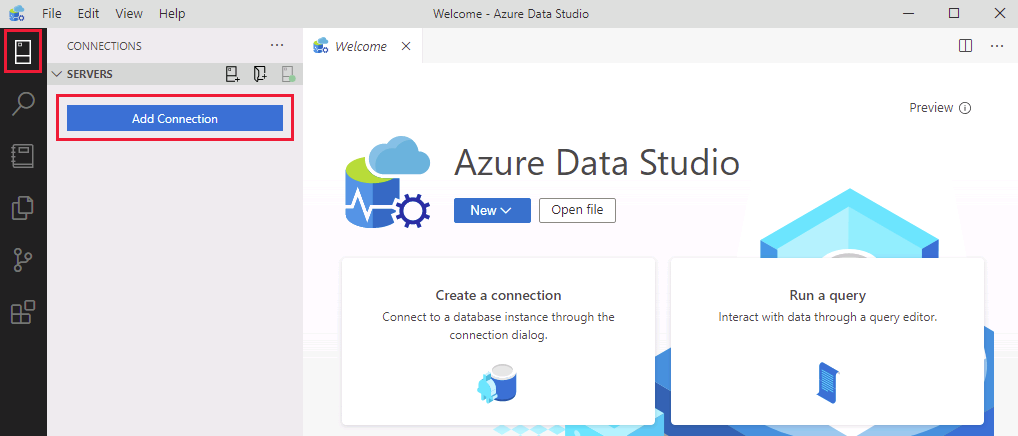 File Edit View Help
Welcome - Azure Data Studio
CONNECTIONS
SERVERS
Add Connection
Welcome
Preview
Azure Data Studio
New
Open file
Create a connection
Connect to a database instance through the
connection dialog.
Run a query
Interact with data through a query editor.